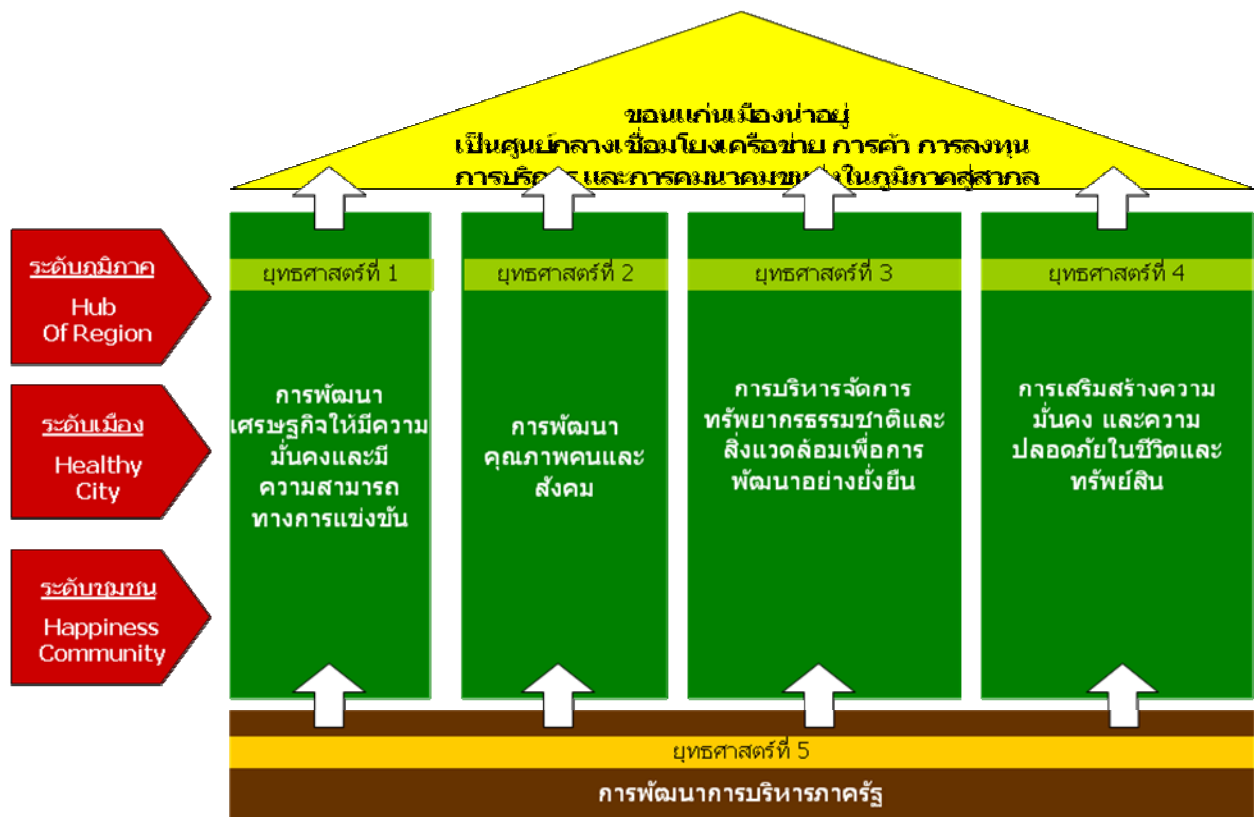 ขอนแก่นเมืองน่าอยู่
เป็นศูนย์กลางเชื่อมโยงเครือข่าย การค้า การลงทุน
การบริการ และการคมนาคมขนส่งในภูมิภาคสู่สากล
ระดับภูมิภาค
Hub
Of Region
ระดับเมือง
Healthy
City
ระดับชุมชน
Happiness
Community
ยุทธศาสตร์ที่ 1
การพัฒนา
เศรษฐกิจให้มีความ
มั่นคงและมี
ความสามารถ
ทางการแข่งขัน
ยุทธศาสตร์ที่ 2
การพัฒนา
คุณภาพคนและ
สังคม
ยุทธศาสตร์ที่ 3
การบริหารจัดการ
ทรัพยากรธรรมชาติและ
สิ่งแวดล้อมเพื่อการ
พัฒนาอย่างยั่งยืน
ยุทธศาสตร์ที่ 4
การเสริมสร้างความ
มั่นคง และความ
ปลอดภัยในชีวิตและ
ทรัพย์สิน
ยุทธศาสตร์ที่ 5
การพัฒนาการบริหารภาครัฐ